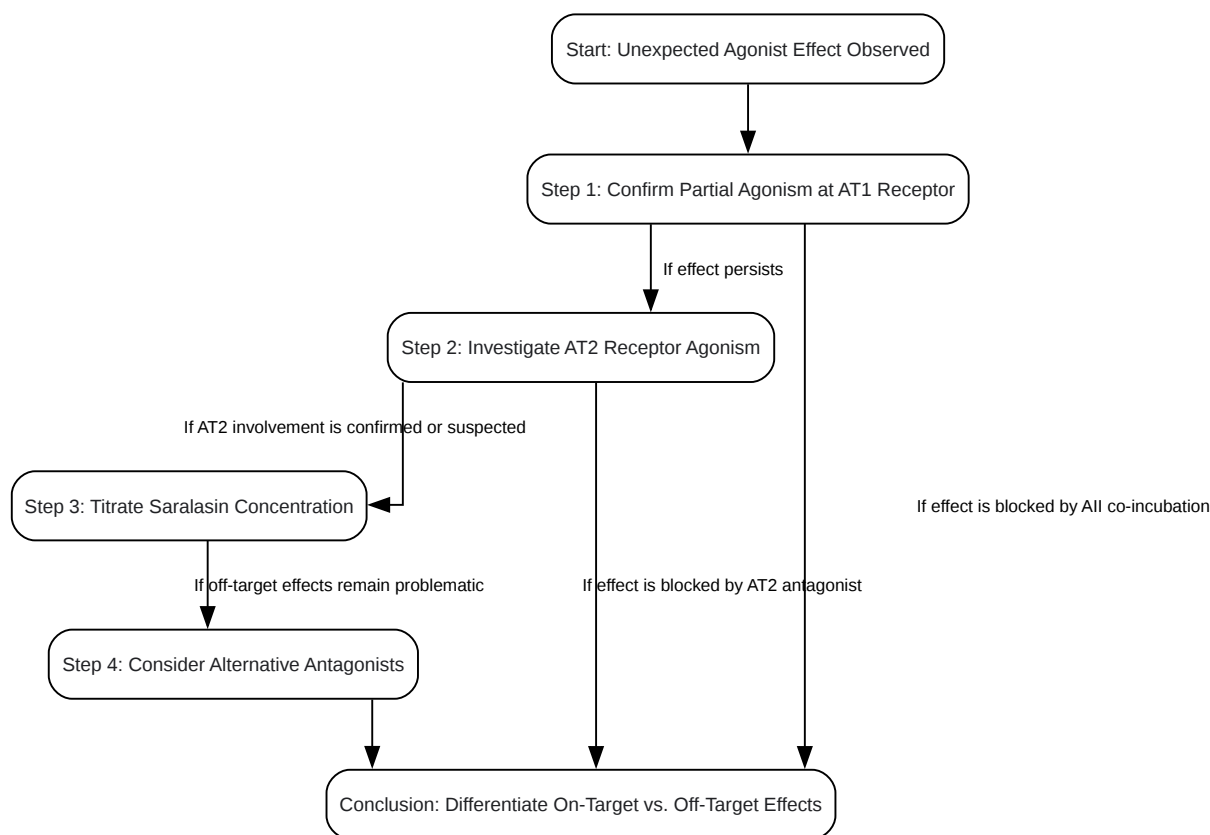 Start: Unexpected Agonist Effect Observed
Step 1: Confirm Partial Agonism at AT1 Receptor
If effect persists
Step 2: Investigate AT2 Receptor Agonism
If AT2 involvement is confirmed or suspected
Step 3: Titrate Saralasin Concentration
If effect is blocked by AII co-incubation
If off-target effects remain problematic
If effect is blocked by AT2 antagonist
Step 4: Consider Alternative Antagonists
Conclusion: Differentiate On-Target vs. Off-Target Effects